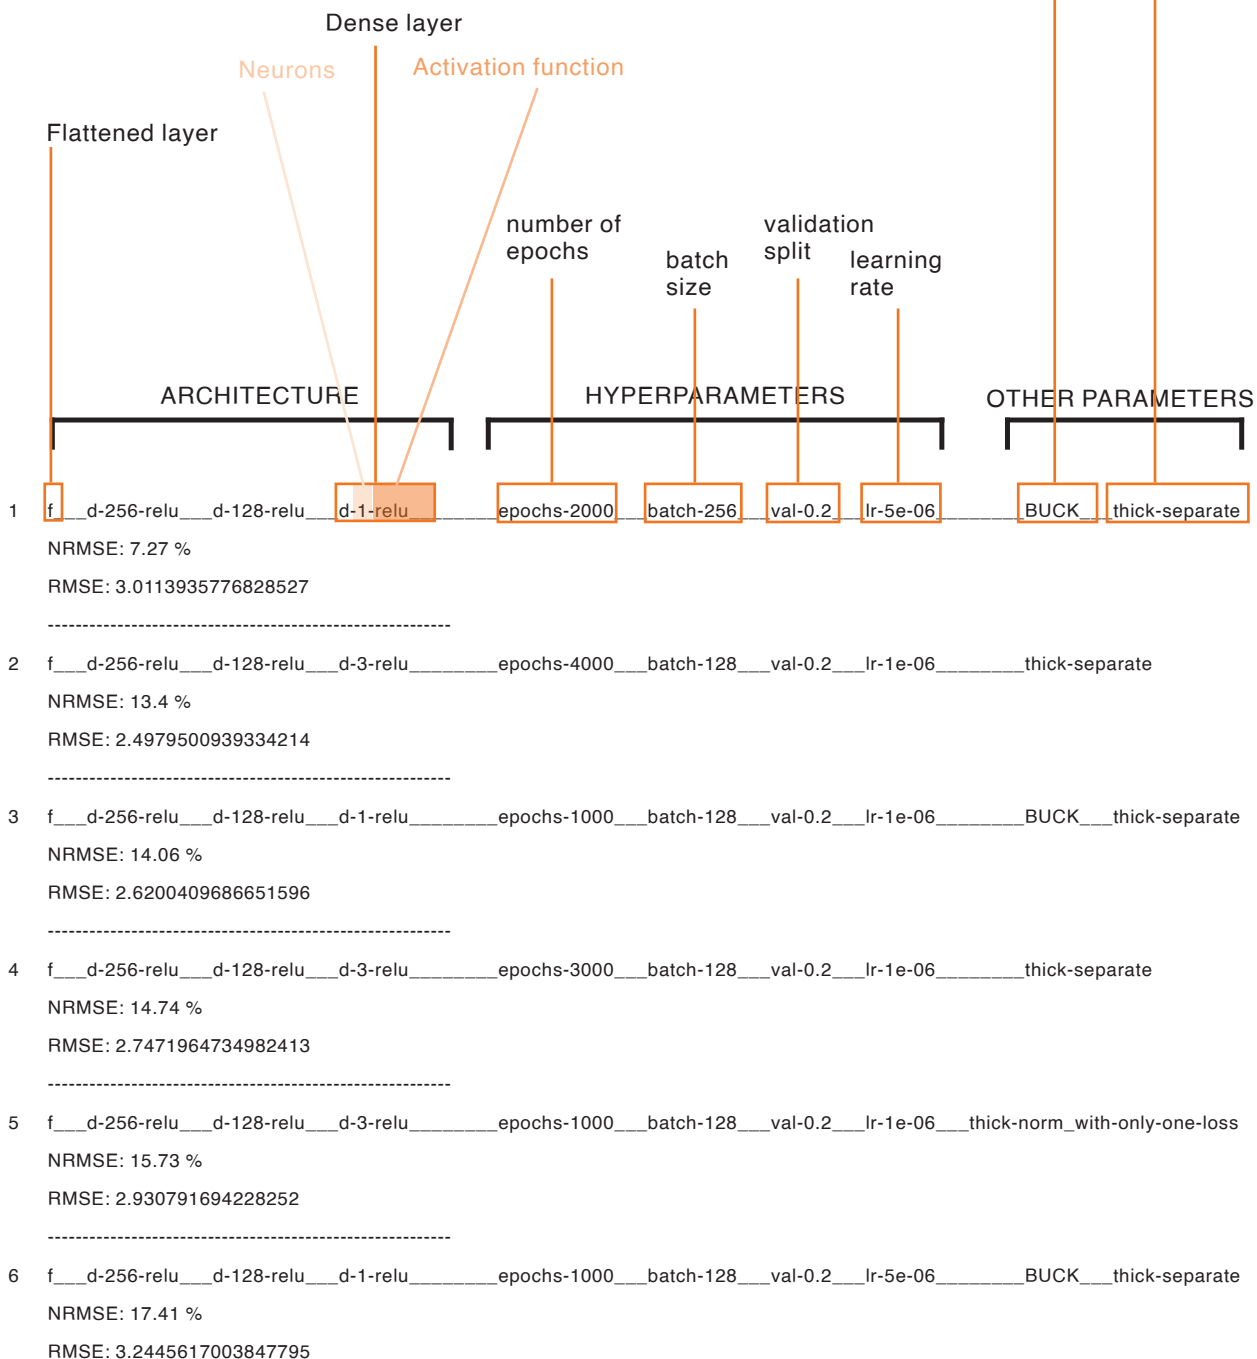 Dense layer
Neurons
Activation function
Flattened layer
number of
epochs
batch
size
validation
split
learning
rate
ARCHITECTURE
HYPERPARAMETERS
OTHER PARAMETERS
1 f___d-256-relu___d-128-relu___d-1-relu________epochs-2000___batch-256___val-0.2___lr-5e-06________BUCK___thick-separate
NRMSE: 7.27 %
RMSE: 3.0113935776828527
----------------------------------------------------------
2 f___d-256-relu___d-128-relu___d-3-relu________epochs-4000___batch-128___val-0.2___lr-1e-06________thick-separate
NRMSE: 13.4 %
RMSE: 2.4979500939334214
----------------------------------------------------------
3 f___d-256-relu___d-128-relu___d-1-relu________epochs-1000___batch-128___val-0.2___lr-1e-06________BUCK___thick-separate
NRMSE: 14.06 %
RMSE: 2.6200409686651596
----------------------------------------------------------
4 f___d-256-relu___d-128-relu___d-3-relu________epochs-3000___batch-128___val-0.2___lr-1e-06________thick-separate
NRMSE: 14.74 %
RMSE: 2.7471964734982413
----------------------------------------------------------
5 f___d-256-relu___d-128-relu___d-3-relu________epochs-1000___batch-128___val-0.2___lr-1e-06___thick-norm_with-only-one-loss
NRMSE: 15.73 %
RMSE: 2.930791694228252
----------------------------------------------------------
6 f___d-256-relu___d-128-relu___d-1-relu________epochs-1000___batch-128___val-0.2___lr-5e-06________BUCK___thick-separate
NRMSE: 17.41 %
RMSE: 3.2445617003847795